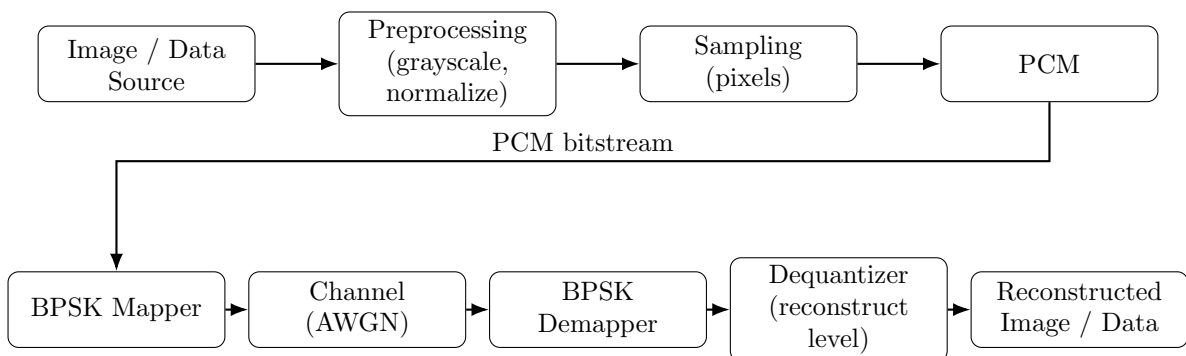 Image / Data
Source
Preprocessing
(grayscale,
normalize)
Sampling
(pixels)
PCM
PCM bitstream
BPSK Mapper
Channel
(AWGN)
BPSK
Demapper
Dequantizer
(reconstruct
level)
Reconstructed
Image / Data